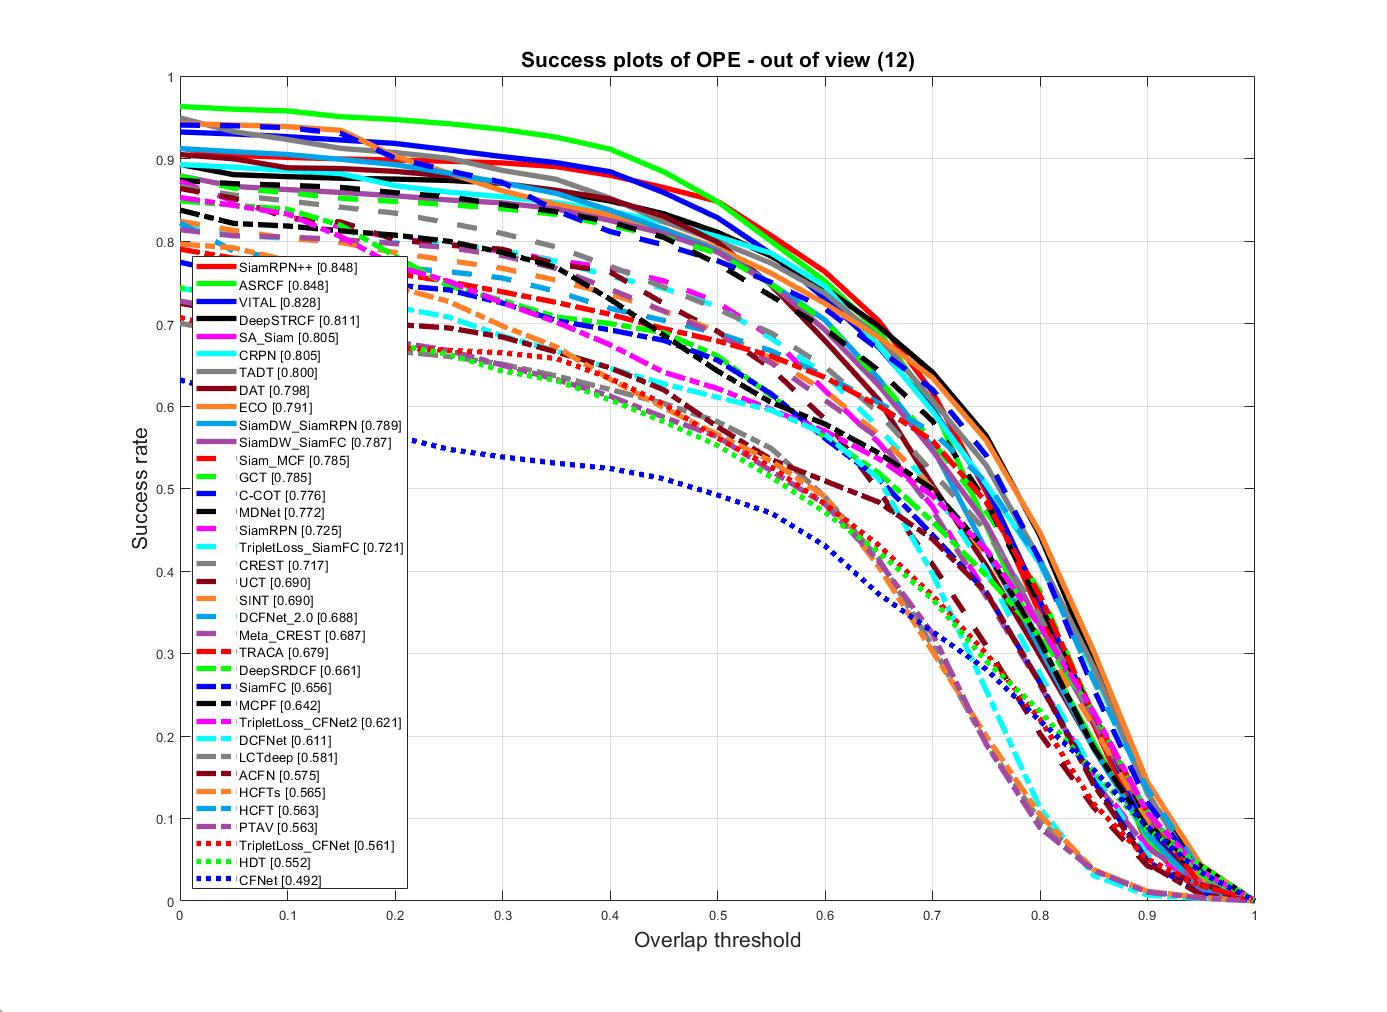 Success plots of OPE - out of view (12)
1
0.9
0.8
0.7
0.6
0.5
0.4
0.3
0.2
0.1
0
Success rate
SiamRPN++ [0.848]
ASRCF [0.848]
VITAL [0.828]
DeepSTRCF [0.811]
SA_Siam [0.805]
CRPN [0.805]
TADT [0.800]
DAT [0.798]
ECO [0.791]
SiamDW_SiamRPN [0.789]
SiamDW_SiamFC [0.787]
Siam_MCF [0.785]
GCT [0.785]
C-COT [0.776]
MDNet [0.772]
SiamRPN [0.725]
TripletLoss_SiamFC [0.721]
CREST [0.717]
UCT [0.690]
SINT [0.690]
DCFNet_2.0 [0.688]
Meta_CREST [0.687]
TRACA [0.679]
DeepSRDCF [0.661]
SiamFC [0.656]
MCPF [0.642]
TripletLoss_CFNet2 [0.621]
DCFNet [0.611]
LCTdeep [0.581]
ACFN [0.575]
HCFTs [0.565]
HCFT [0.563]
PTAV [0.563]
TripletLoss_CFNet [0.561]
HDT [0.552]
CFNet [0.492]
0 0.1 0.2 0.3 0.4 0.5 0.6 0.7 0.8 0.9 1
Overlap threshold